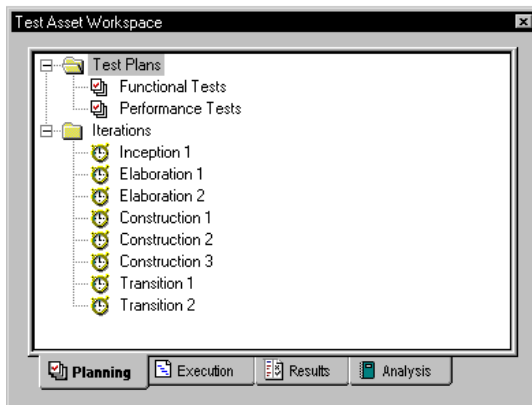 Test Asset Workspace
Test Plans
Functional Tests
Performance Tests
Iterations
Inception 1
Elaboration 1
Elaboration 2
Construction 1
Construction 2
Construction 3
Transition 1
Transition 2
Planning Execution Results Analysis